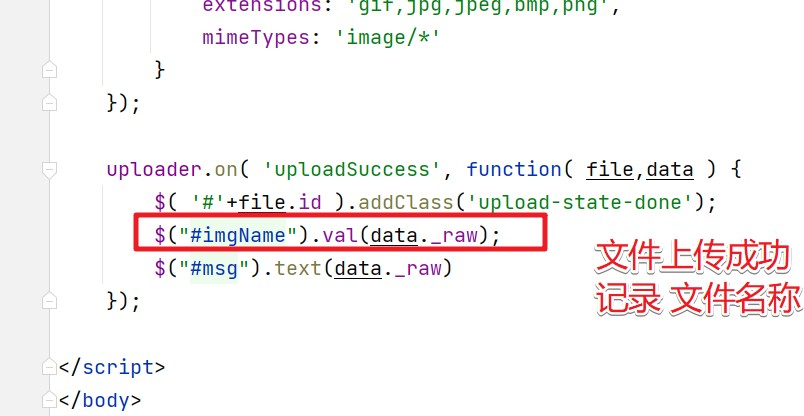 extensions: 'gif,jpg,jpeg,bmp,png',
mimeTypes: 'image/*'
}
});
uploader.on( 'uploadSuccess', function( file,data ) {
$( '#'+file.id ).addClass('upload-state-done');
$("#imgName").val(data._raw);
$("#msg").text(data._raw)
});
文件上传成功
记录 文件名称
</script>
</body>